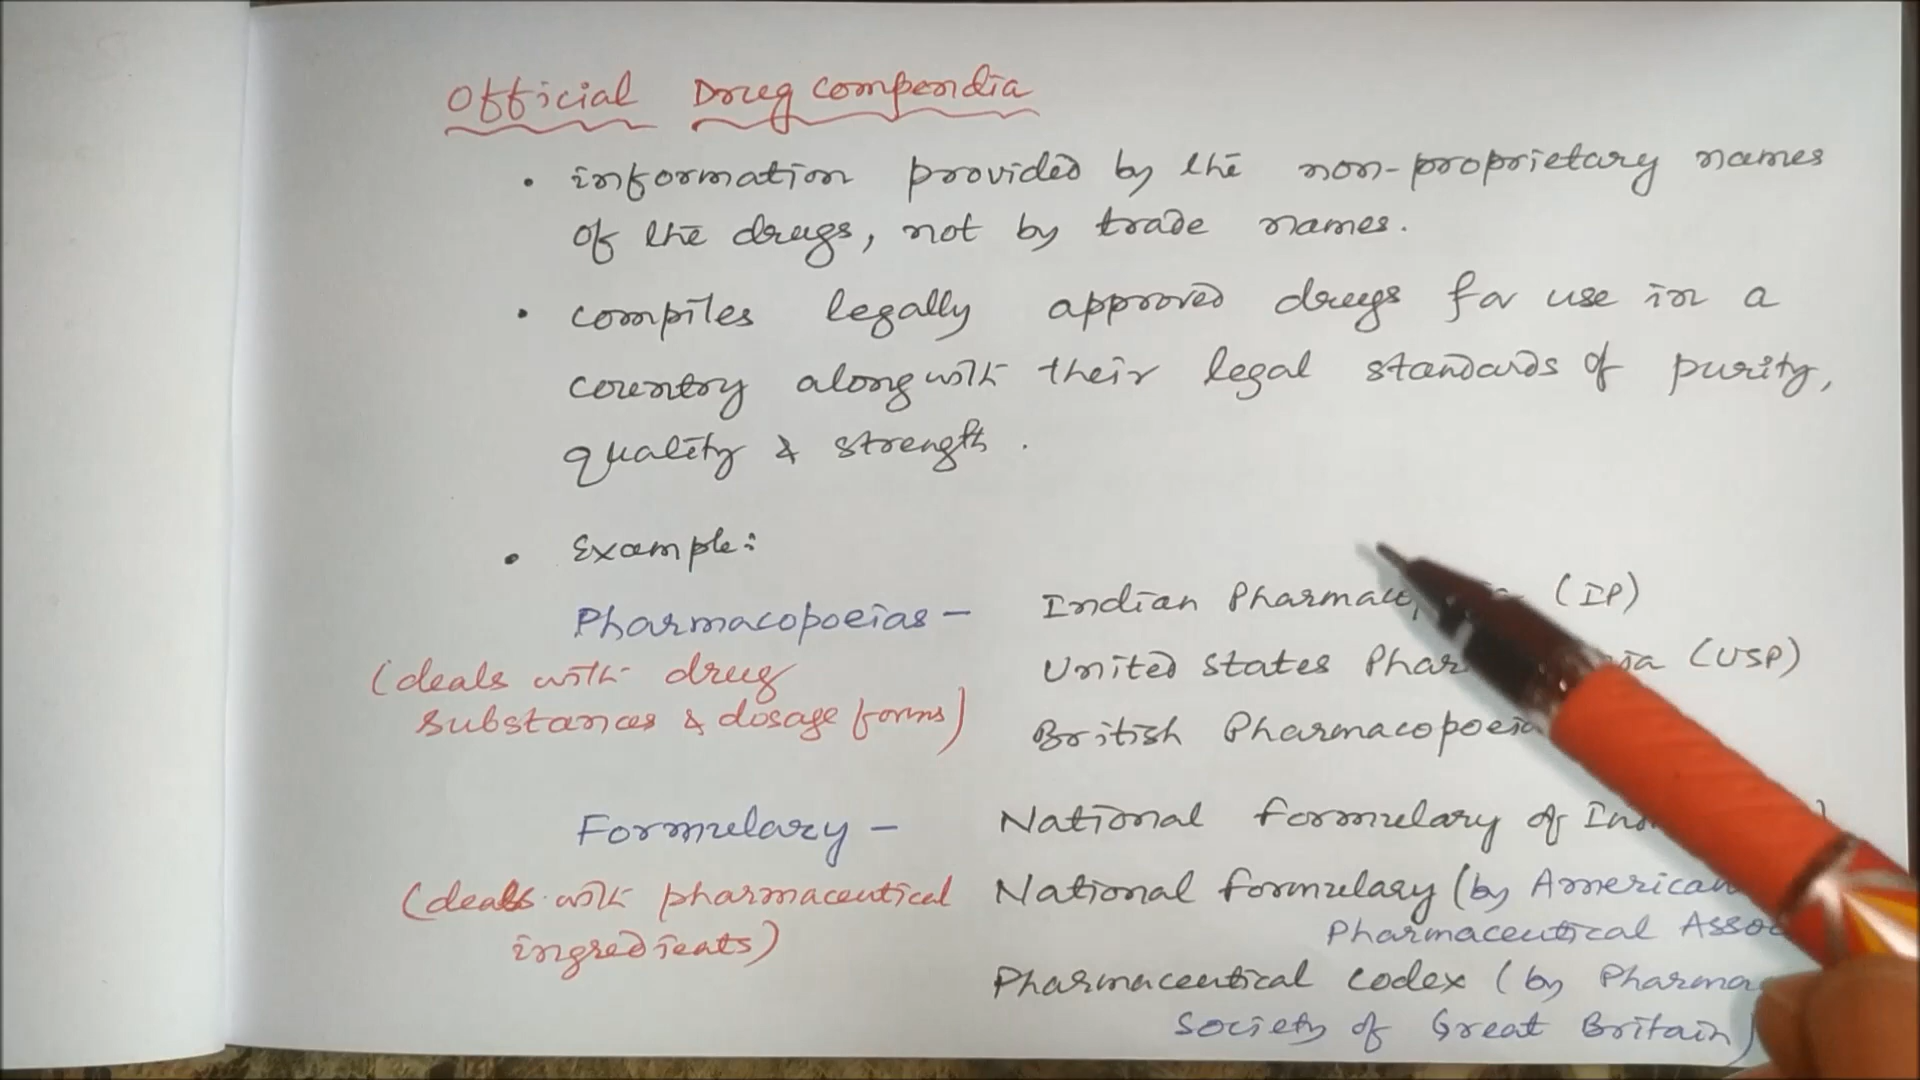 Official Drug Compendia
• information provided by the non-proprietary names
of the drugs, not by trade names.
• compiles legally approved drugs for use in a
country along with their legal standards of purity,
quality & strength.
• Example:
Pharmacopoeias – Indian (IP)
(deals with drug United States (USP)
substances & dosage forms) British Pharmacopoeia
Formulary – National formulary of
(deals with pharmaceutical National formulary (by American
ingredients) Pharmaceutical
Pharmaceutical codex (by
Society of Great Britain)